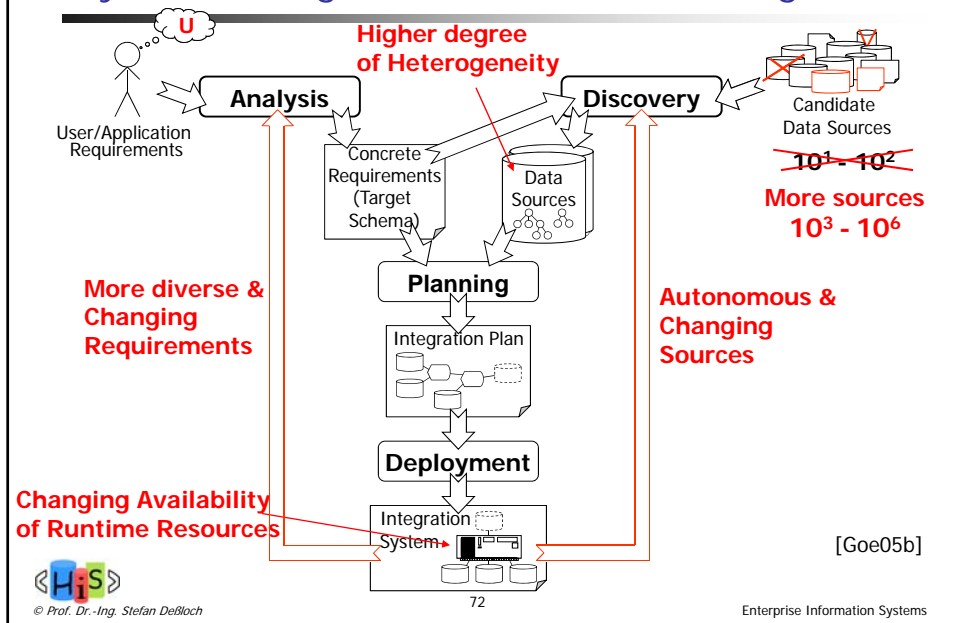 U
Higher degree
of Heterogeneity
Analysis
Discovery
User/Application
Requirements
Candidate
Data Sources
10¹ - 10²
More sources
10³ - 10⁶
Concrete
Requirements
(Target
Schema)
Data
Sources
Planning
More diverse &
Changing
Requirements
Autonomous &
Changing
Sources
Integration Plan
Deployment
Changing Availability
of Runtime Resources
Integration
System
[Goe05b]
HiS
© Prof. Dr.-Ing. Stefan Deßloch
72
Enterprise Information Systems